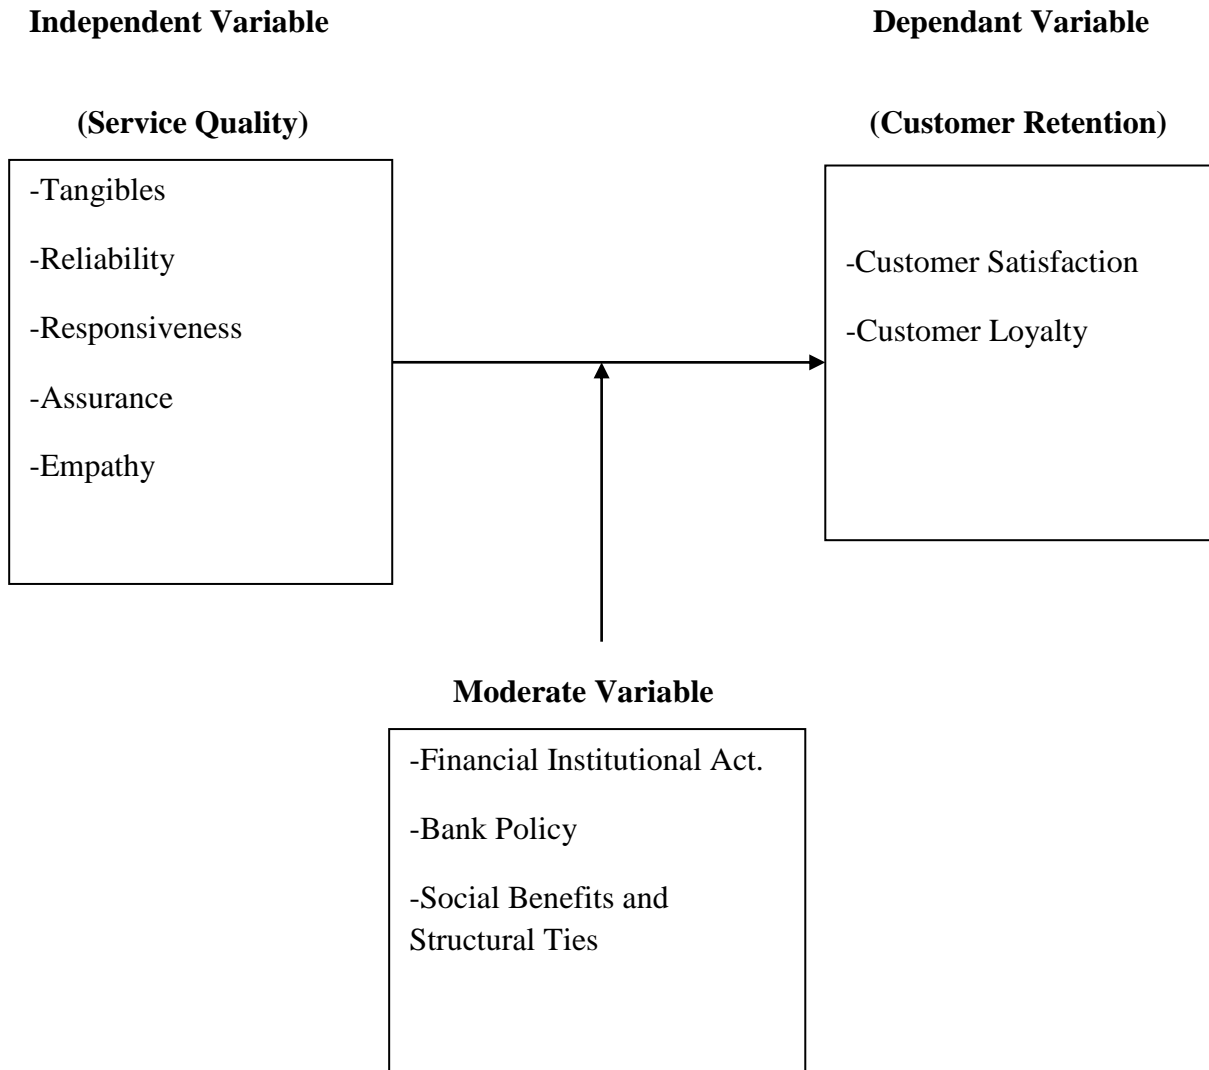 Independent Variable
(Service Quality)
-Tangibles
-Reliability
-Responsiveness
-Assurance
-Empathy
Dependant Variable
(Customer Retention)
-Customer Satisfaction
-Customer Loyalty
Moderate Variable
-Financial Institutional Act.
-Bank Policy
-Social Benefits and
Structural Ties